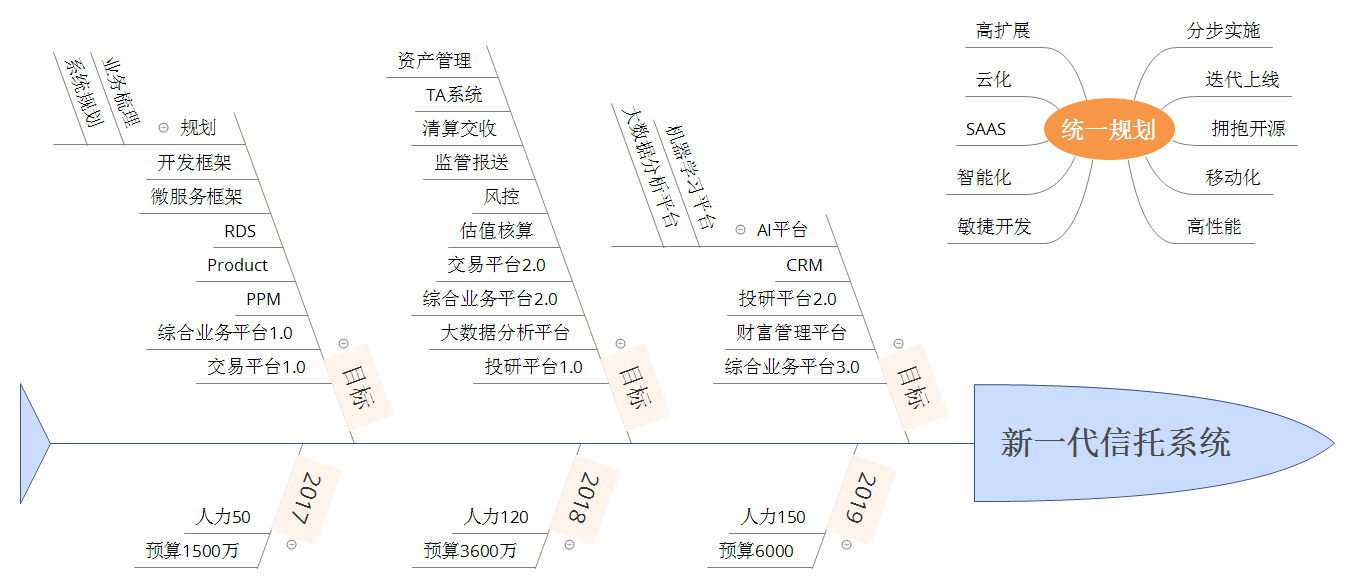 系统规划
业务梳理
规划
开发框架
微服务框架
RDS
Product
PPM
综合业务平台1.0
交易平台1.0
目标
资产管理
TA系统
清算交收
监管报送
风控
估值核算
交易平台2.0
综合业务平台2.0
大数据分析平台
投研平台1.0
目标
大数据分析平台
机器学习平台
AI平台
CRM
投研平台2.0
财富管理平台
综合业务平台3.0
目标
统一规划
高扩展
云化
SAAS
智能化
敏捷开发
分步实施
迭代上线
拥抱开源
移动化
高性能
新一代信托系统
2017
人力50
预算1500万
2018
人力120
预算3600万
2019
人力150
预算6000